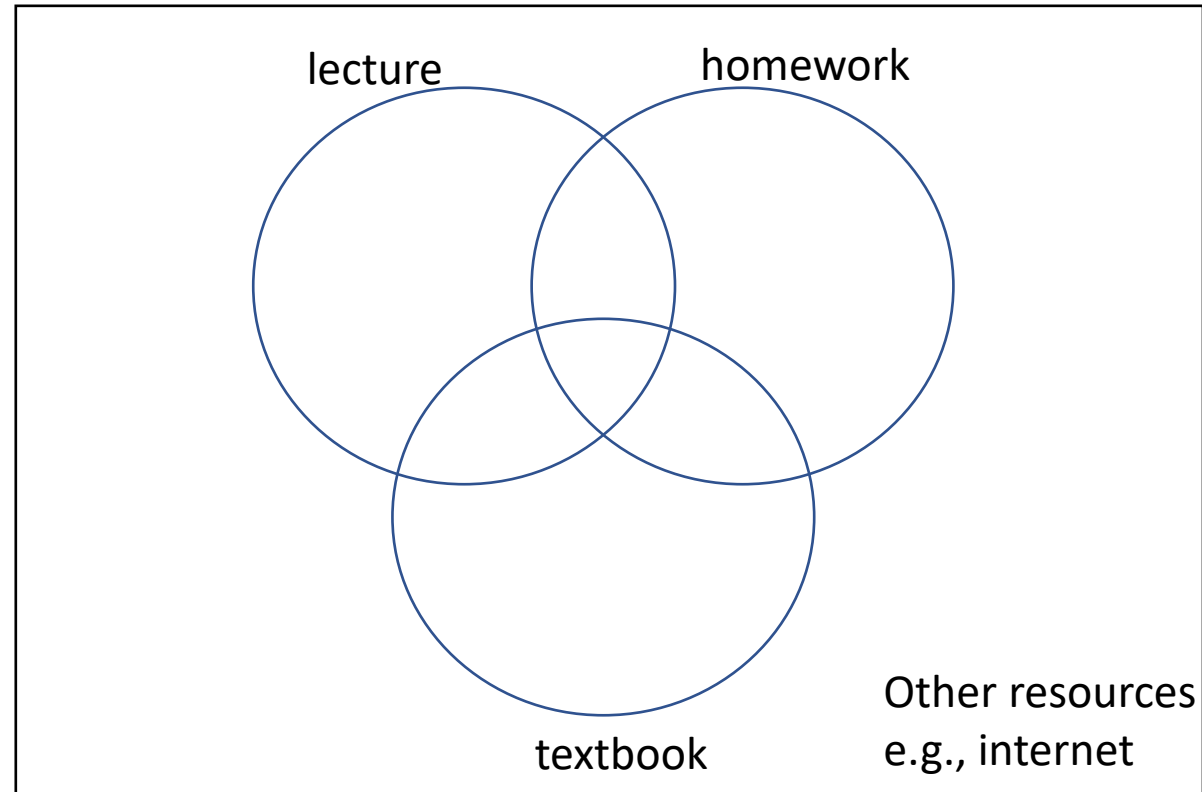 lecture
homework
textbook
Other resources
e.g., internet